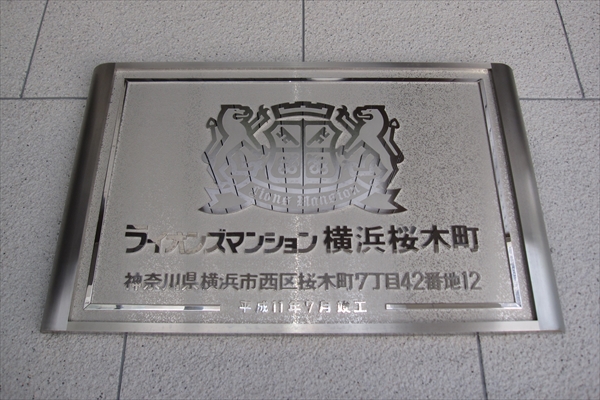 Lions Mansion
ライオンズマンション横浜桜木町
神奈川県横浜市西区桜木町7丁目42番地12
平成11年7月竣工